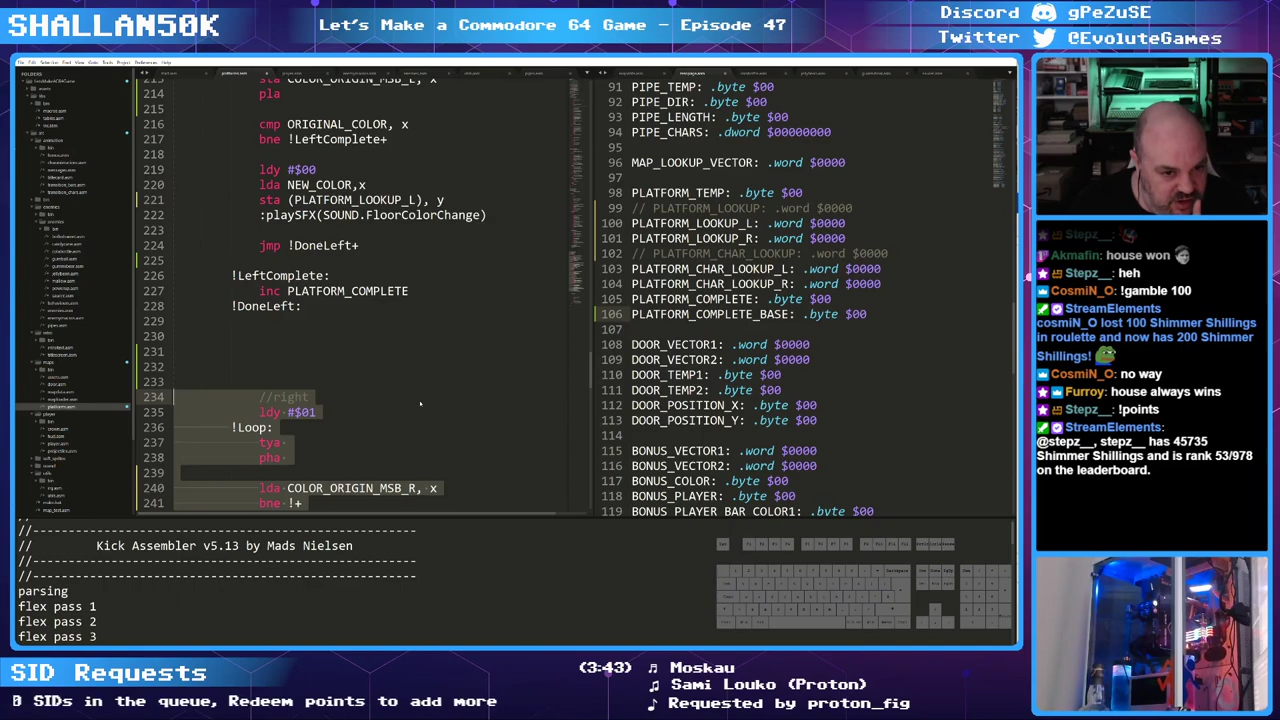 SHALLAN50K
Let's Make a Commodore 64 Game - Episode 47
Discord gPeZuSE
Twitter @EvoluteGames
FOLDERS
213 sta COLOR_ORIGIN_MSB_L, x
214 pla
215
216 cmp ORIGINAL_COLOR, x
217 bne !LeftComplete+
218
219 ldy #$00
220 lda NEW_COLOR,x
221 sta (PLATFORM_LOOKUP_L), y
222 :playSFX(SOUND.FloorColorChange)
223
224 jmp !DoneLeft+
225
226 !LeftComplete:
227 inc PLATFORM_COMPLETE
228 !DoneLeft:
229
230
231
232
233
234 //right
235 ldy #$01
236 !Loop:
237 tya
238 pha
239
240 lda COLOR_ORIGIN_MSB_R, x
241 bne !+
91 PIPE_TEMP: .byte $00
92 PIPE_DIR: .byte $00
93 PIPE_LENGTH: .byte $00
94 PIPE_CHARS: .dword $00000000
95
96 MAP_LOOKUP_VECTOR: .word $0000
97
98 PLATFORM_TEMP: .byte $00
99 // PLATFORM_LOOKUP: .word $0000
100 PLATFORM_LOOKUP_L: .word $0000
101 PLATFORM_LOOKUP_R: .word $0000
102 // PLATFORM_CHAR_LOOKUP: .word $0000
103 PLATFORM_CHAR_LOOKUP_L: .word $0000
104 PLATFORM_CHAR_LOOKUP_R: .word $0000
105 PLATFORM_COMPLETE: .byte $00
106 PLATFORM_COMPLETE_BASE: .byte $00
107
108 DOOR_VECTOR1: .word $0000
109 DOOR_VECTOR2: .word $0000
110 DOOR_TEMP1: .byte $00
111 DOOR_TEMP2: .byte $00
112 DOOR_POSITION_X: .byte $00
113 DOOR_POSITION_Y: .byte $00
114
115 BONUS_VECTOR1: .word $0000
116 BONUS_VECTOR2: .word $0000
117 BONUS_COLOR: .byte $00
118 BONUS_PLAYER: .byte $00
119 BONUS_PLAYER_BAR_COLOR1: .byte $00
//------------------------------------------------------
// Kick Assembler v5.13 by Mads Nielsen
//------------------------------------------------------
//------------------------------------------------------
parsing
flex pass 1
flex pass 2
flex pass 3
Stepz__:
Akmafin: house won
Stepz__: heh
CosmiN_O: !gamble 100
StreamElements
cosmiN_O lost 100 Shimmer Shillings
in roulette and now has 200 Shimmer
Shillings!
CosmiN_O: no way
Furroy: house always wins
Stepz__: !points
StreamElements:
@stepz__, stepz__ has 45735
Shimmer Shillings and is rank 53/978
on the leaderboard.
SID Requests
0 SIDs in the queue, Redeem points to add more
(3:43) ♫ Moskau
♫ Sami Louko (Proton)
♪ Requested by proton_fig